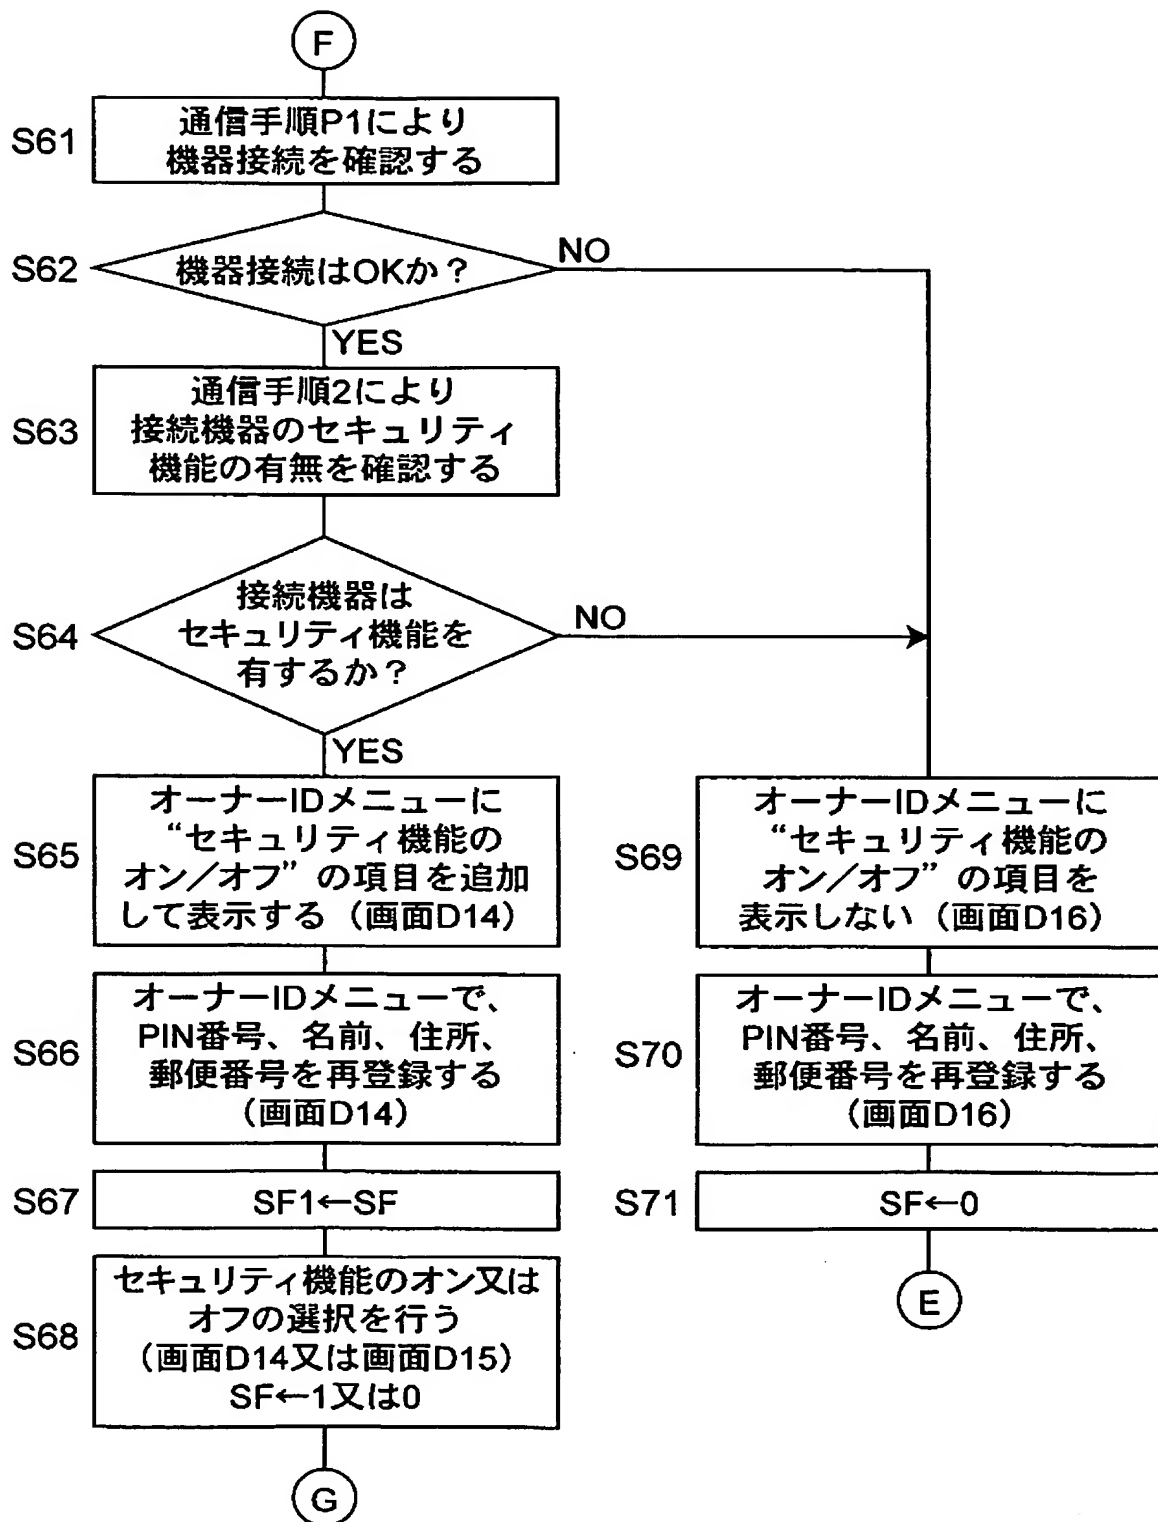 F
S61
通信手順P1により
機器接続を確認する
S62
機器接続はOKか？
NO
YES
S63
通信手順2により
接続機器のセキュリティ
機能の有無を確認する
S64
接続機器は
セキュリティ機能を
有するか？
NO
YES
S65
オーナーIDメニューに
“セキュリティ機能の
オン／オフ”の項目を追加
して表示する（画面D14）
S66
オーナーIDメニューで、
PIN番号、名前、住所、
郵便番号を再登録する
（画面D14）
S67
SF1←SF
S68
セキュリティ機能のオン又は
オフの選択を行う
（画面D14又は画面D15）
SF←1又は0
G
S69
オーナーIDメニューに
“セキュリティ機能の
オン／オフ”の項目を
表示しない（画面D16）
S70
オーナーIDメニューで、
PIN番号、名前、住所、
郵便番号を再登録する
（画面D16）
S71
SF←0
E